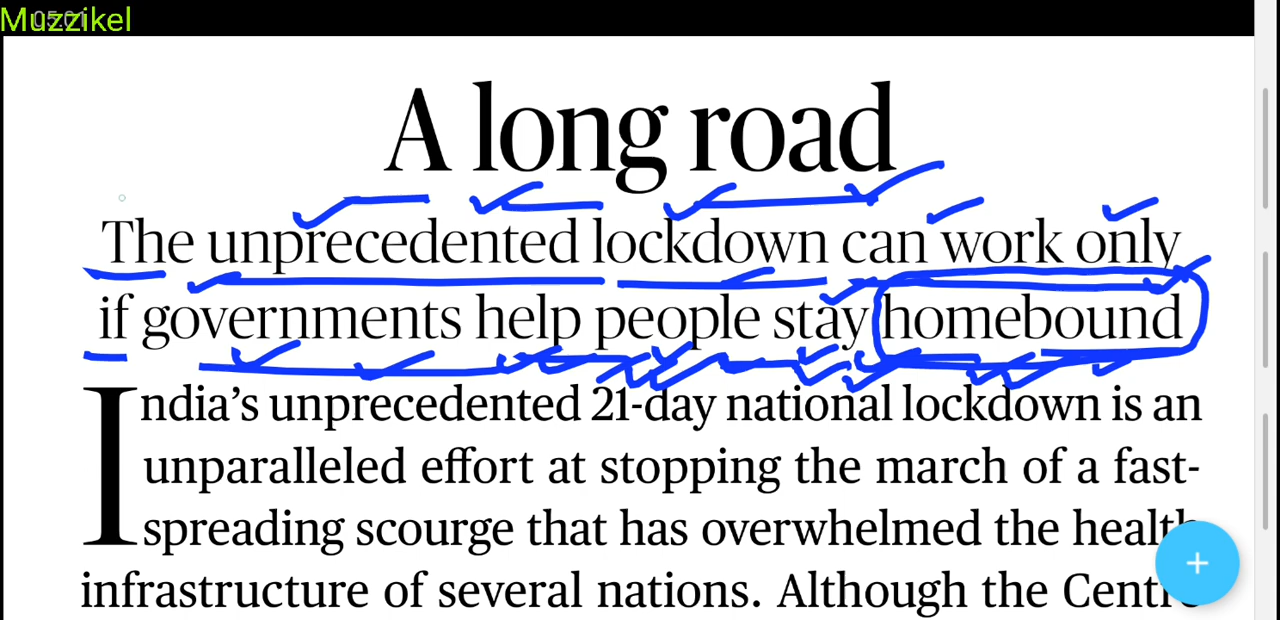 Muzzikel
A long road
The unprecedented lockdown can work only
if governments help people stay homebound
India's unprecedented 21-day national lockdown is an
unparalleled effort at stopping the march of a fast-
spreading scourge that has overwhelmed the health
infrastructure of several nations. Although the Centre
+